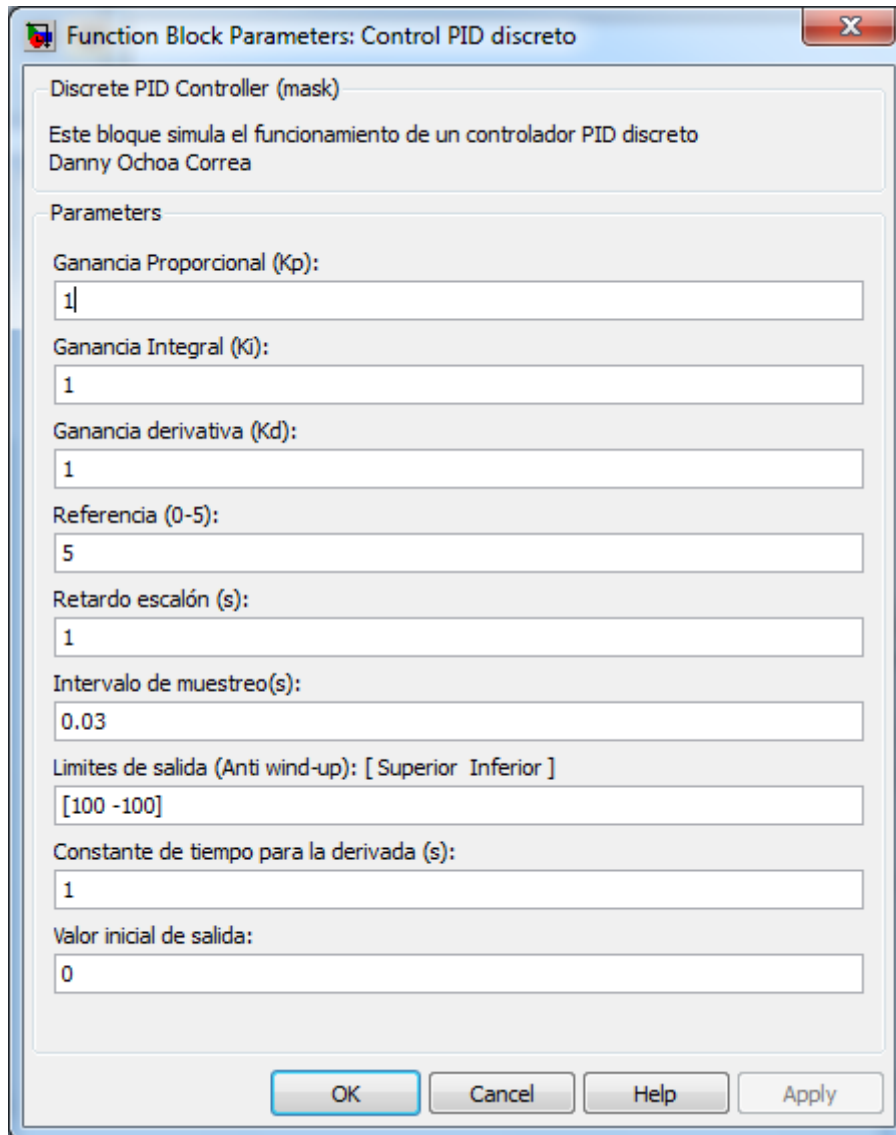 Function Block Parameters: Control PID discreto
Discrete PID Controller (mask)
Este bloque simula el funcionamiento de un controlador PID discreto
Danny Ochoa Correa
Parameters
Ganancia Proporcional (Kp):
1
Ganancia Integral (Ki):
1
Ganancia derivativa (Kd):
1
Referencia (0-5):
5
Retardo escalón (s):
1
Intervalo de muestreo(s):
0.03
Limites de salida (Anti wind-up): [ Superior Inferior ]
[100 -100]
Constante de tiempo para la derivada (s):
1
Valor inicial de salida:
0
OK Cancel Help Apply